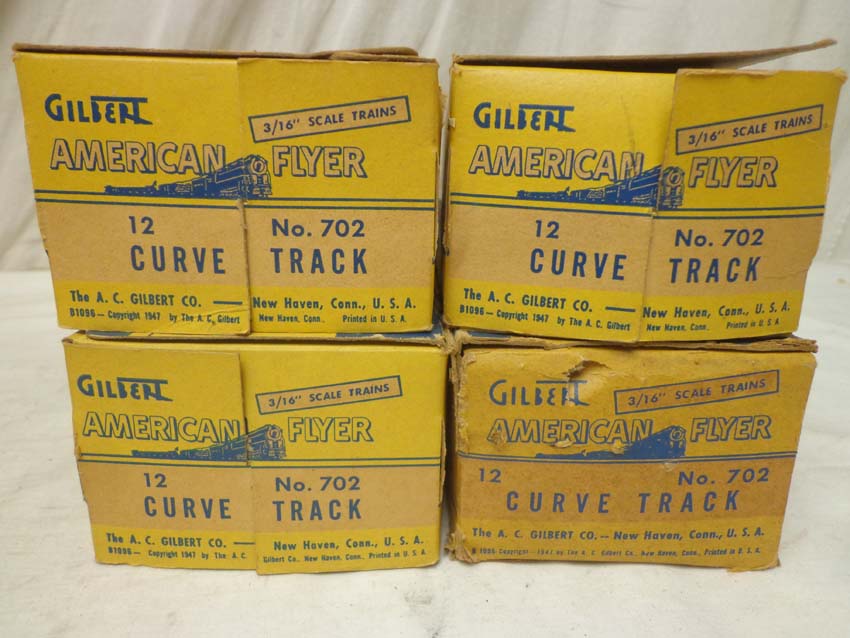 GILBERT
3/16" SCALE TRAINS
AMERICAN FLYER
12 No. 702
CURVE TRACK
The A. C. GILBERT CO. — New Haven, Conn., U. S. A.
B1096 — Copyright 1947 by The A. C. Gilbert New Haven, Conn. Printed in U. S. A.
GILBERT
3/16" SCALE TRAINS
AMERICAN FLYER
12 No. 702
CURVE TRACK
The A. C. GILBERT CO. — New Haven, Conn., U. S. A.
B1096 — Copyright 1947 by The A. C. Gilbert New Haven, Conn. Printed in U. S. A.
GILBERT
3/16" SCALE TRAINS
AMERICAN FLYER
12 No. 702
CURVE TRACK
The A. C. GILBERT CO. — New Haven, Conn., U. S. A.
B1096 — Copyright 1947 by The A. C. Gilbert Co., New Haven, Conn. Printed in U. S. A.
GILBERT
3/16" SCALE TRAINS
AMERICAN FLYER
12 No. 702
CURVE TRACK
The A. C. GILBERT CO. — New Haven, Conn., U. S. A.
B1096 Copyright - 1947 by The A. C. Gilbert Co., New Haven, Conn., Printed in U. S. A.